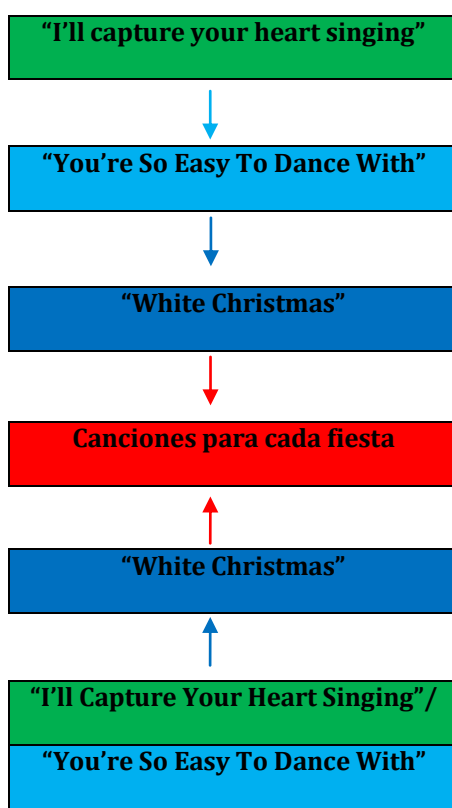 “I’ll capture your heart singing”
“You’re So Easy To Dance With”
“White Christmas”
Canciones para cada fiesta
“White Christmas”
“I’ll Capture Your Heart Singing”/
“You’re So Easy To Dance With”